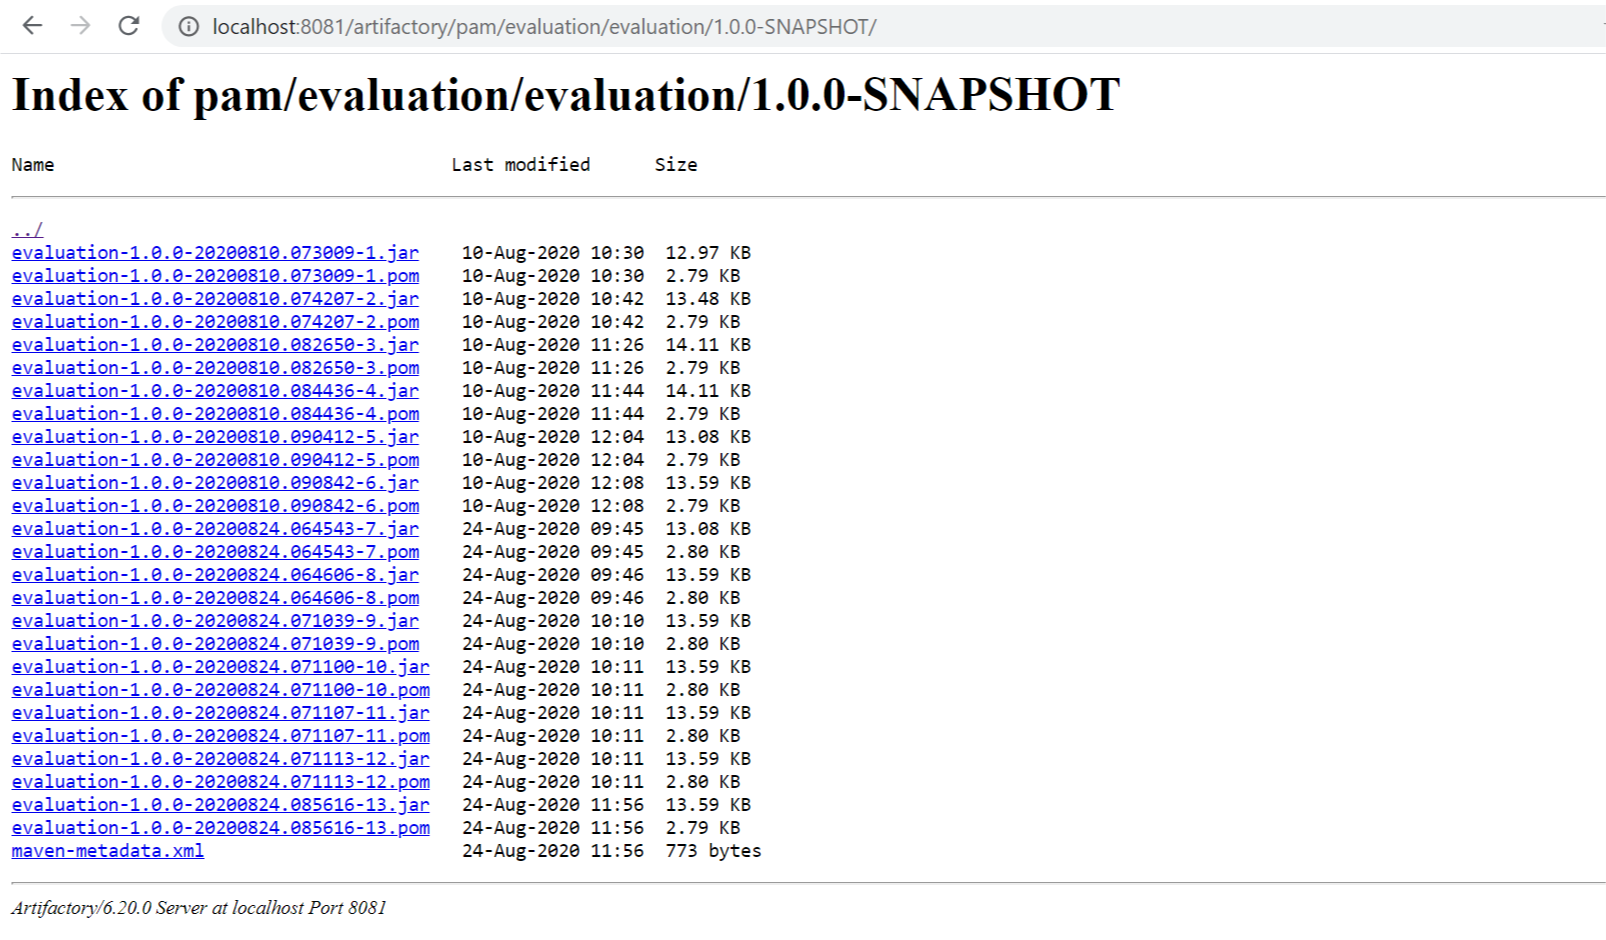 localhost:8081/artifactory/pam/evaluation/evaluation/1.0.0-SNAPSHOT/
Index of pam/evaluation/evaluation/1.0.0-SNAPSHOT
Name Last modified Size
../
evaluation-1.0.0-20200810.073009-1.jar 10-Aug-2020 10:30 12.97 KB
evaluation-1.0.0-20200810.073009-1.pom 10-Aug-2020 10:30 2.79 KB
evaluation-1.0.0-20200810.074207-2.jar 10-Aug-2020 10:42 13.48 KB
evaluation-1.0.0-20200810.074207-2.pom 10-Aug-2020 10:42 2.79 KB
evaluation-1.0.0-20200810.082650-3.jar 10-Aug-2020 11:26 14.11 KB
evaluation-1.0.0-20200810.082650-3.pom 10-Aug-2020 11:26 2.79 KB
evaluation-1.0.0-20200810.084436-4.jar 10-Aug-2020 11:44 14.11 KB
evaluation-1.0.0-20200810.084436-4.pom 10-Aug-2020 11:44 2.79 KB
evaluation-1.0.0-20200810.090412-5.jar 10-Aug-2020 12:04 13.08 KB
evaluation-1.0.0-20200810.090412-5.pom 10-Aug-2020 12:04 2.79 KB
evaluation-1.0.0-20200810.090842-6.jar 10-Aug-2020 12:08 13.59 KB
evaluation-1.0.0-20200810.090842-6.pom 10-Aug-2020 12:08 2.79 KB
evaluation-1.0.0-20200824.064543-7.jar 24-Aug-2020 09:45 13.08 KB
evaluation-1.0.0-20200824.064543-7.pom 24-Aug-2020 09:45 2.80 KB
evaluation-1.0.0-20200824.064606-8.jar 24-Aug-2020 09:46 13.59 KB
evaluation-1.0.0-20200824.064606-8.pom 24-Aug-2020 09:46 2.80 KB
evaluation-1.0.0-20200824.071039-9.jar 24-Aug-2020 10:10 13.59 KB
evaluation-1.0.0-20200824.071039-9.pom 24-Aug-2020 10:10 2.80 KB
evaluation-1.0.0-20200824.071100-10.jar 24-Aug-2020 10:11 13.59 KB
evaluation-1.0.0-20200824.071100-10.pom 24-Aug-2020 10:11 2.80 KB
evaluation-1.0.0-20200824.071107-11.jar 24-Aug-2020 10:11 13.59 KB
evaluation-1.0.0-20200824.071107-11.pom 24-Aug-2020 10:11 2.80 KB
evaluation-1.0.0-20200824.071113-12.jar 24-Aug-2020 10:11 13.59 KB
evaluation-1.0.0-20200824.071113-12.pom 24-Aug-2020 10:11 2.80 KB
evaluation-1.0.0-20200824.085616-13.jar 24-Aug-2020 11:56 13.59 KB
evaluation-1.0.0-20200824.085616-13.pom 24-Aug-2020 11:56 2.79 KB
maven-metadata.xml 24-Aug-2020 11:56 773 bytes
Artifactory/6.20.0 Server at localhost Port 8081